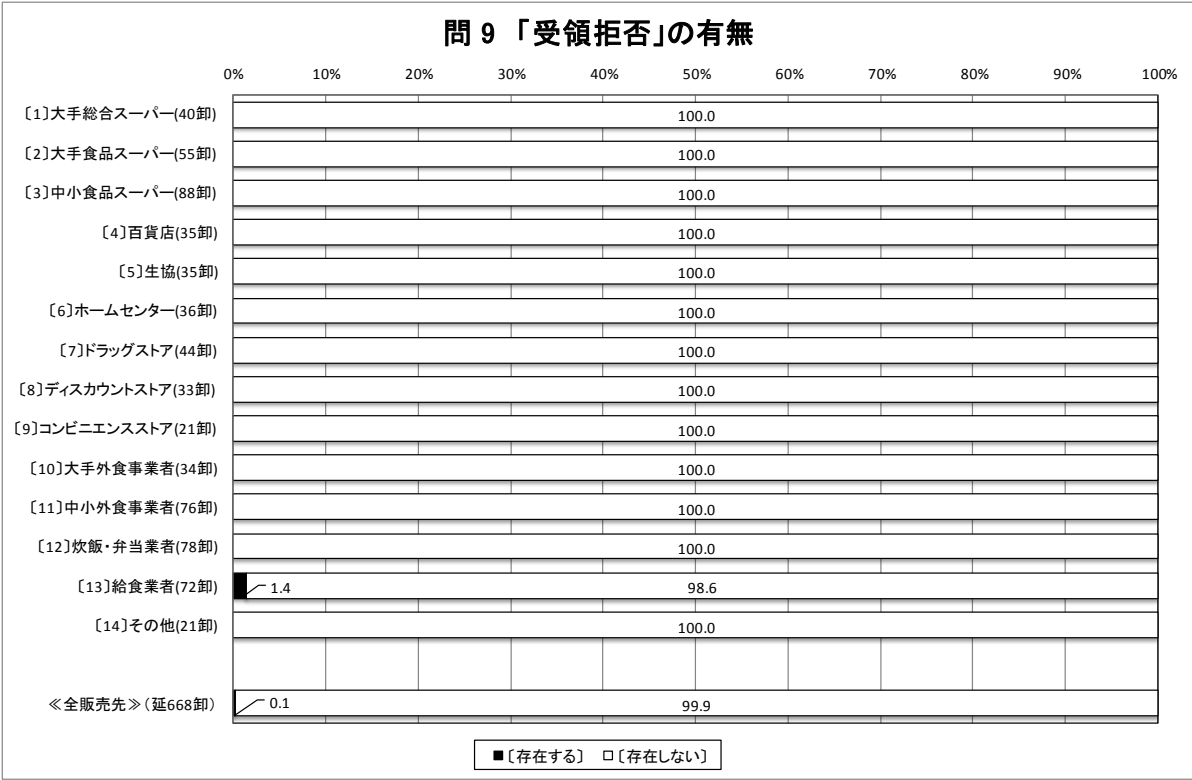 問 9 「受領拒否」の有無
0% 10% 20% 30% 40% 50% 60% 70% 80% 90% 100%
〔1〕大手総合スーパー(40卸) 100.0
〔2〕大手食品スーパー(55卸) 100.0
〔3〕中小食品スーパー(88卸) 100.0
〔4〕百貨店(35卸) 100.0
〔5〕生協(35卸) 100.0
〔6〕ホームセンター(36卸) 100.0
〔7〕ドラッグストア(44卸) 100.0
〔8〕ディスカウントストア(33卸) 100.0
〔9〕コンビニエンスストア(21卸) 100.0
〔10〕大手外食事業者(34卸) 100.0
〔11〕中小外食事業者(76卸) 100.0
〔12〕炊飯・弁当業者(78卸) 100.0
〔13〕給食業者(72卸) 1.4 98.6
〔14〕その他(21卸) 100.0
≪全販売先≫(延668卸) 0.1 99.9
■〔存在する〕 □〔存在しない〕